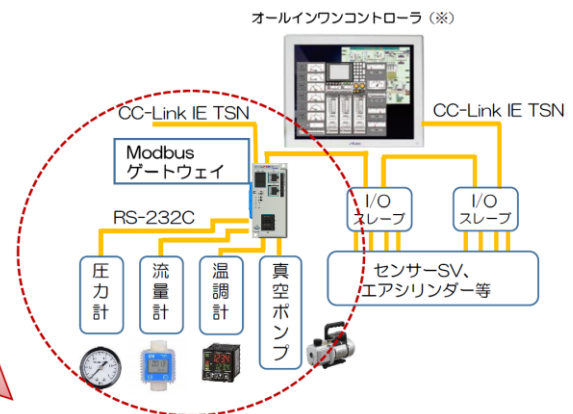 オールインワンコントローラ（※）
CC-Link IE TSN
CC-Link IE TSN
Modbus
ゲートウェイ
RS-232C
I/O
スレーブ
I/O
スレーブ
圧力計
流量計
温調計
真空ポンプ
センサーSV、
エアシリンダー等